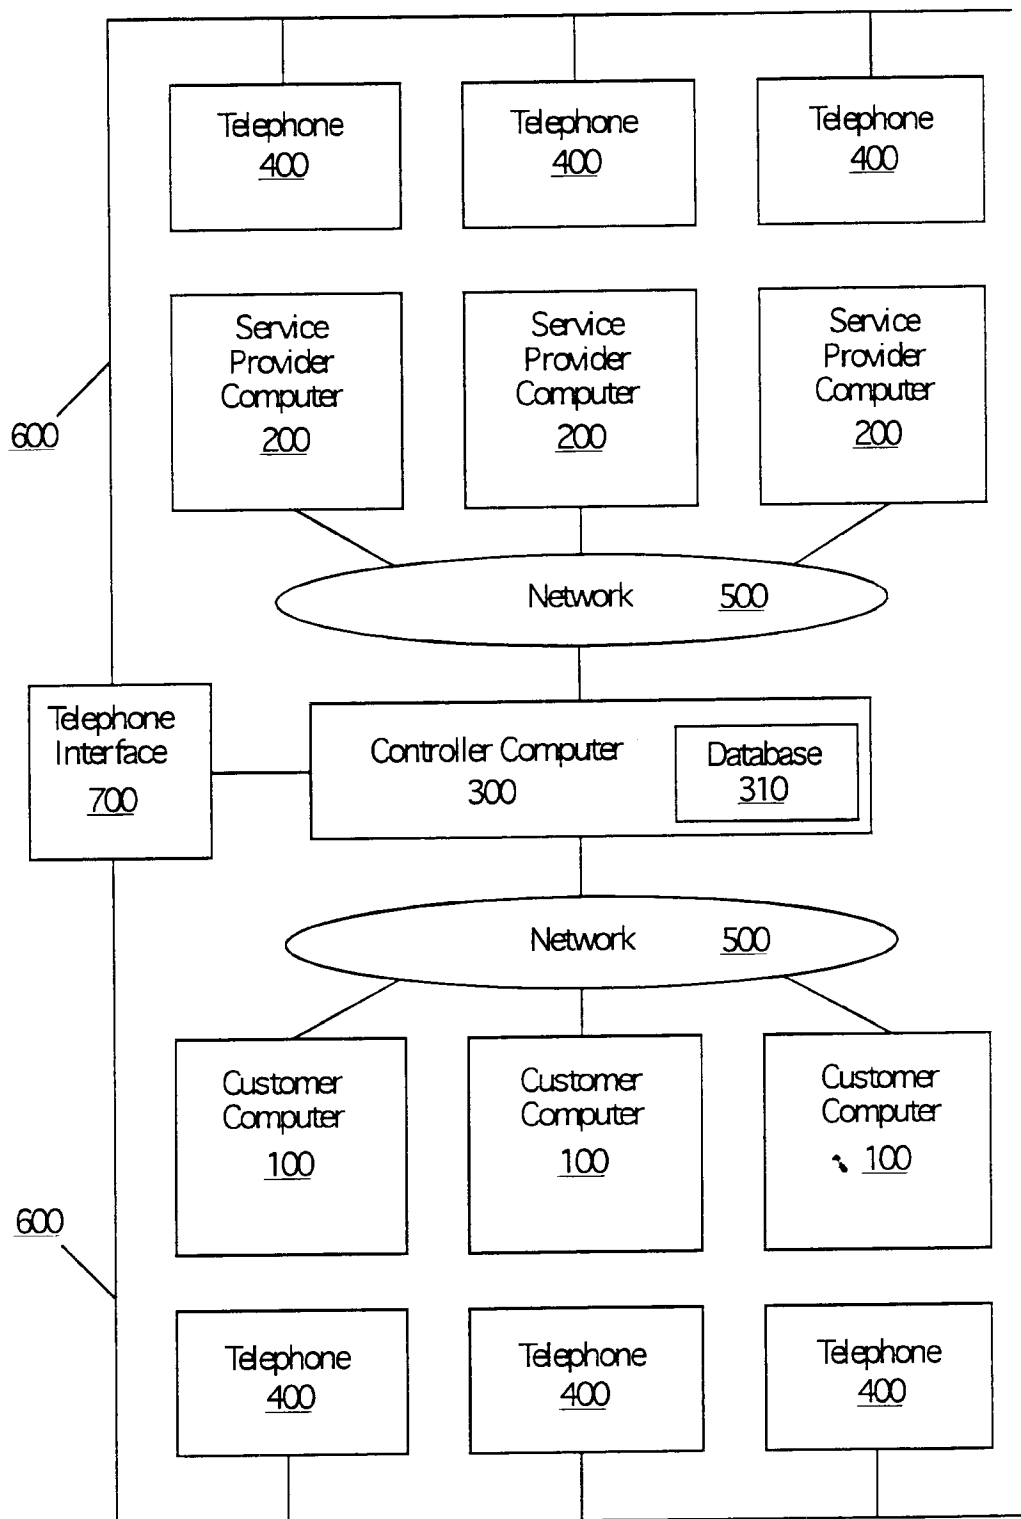 Telephone
400
Telephone
400
Telephone
400
Service
Provider
Computer
200
Service
Provider
Computer
200
Service
Provider
Computer
200
600
Network 500
Telephone
Interface
700
Controller Computer
300
Database
310
Network 500
Customer
Computer
100
Customer
Computer
100
Customer
Computer
100
600
Telephone
400
Telephone
400
Telephone
400